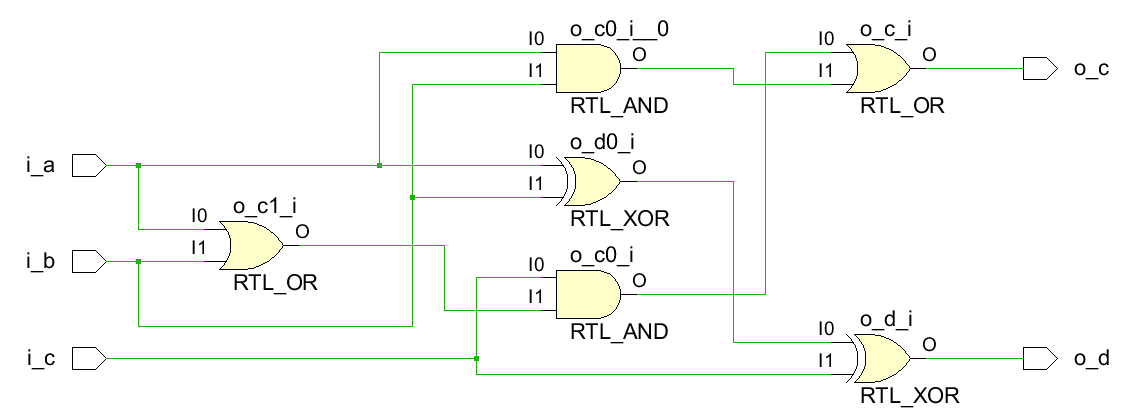 o_c0_i__0
I0
O
I1
RTL_AND
o_c_i
I0
O
I1
RTL_OR
o_c
o_d0_i
I0
O
I1
RTL_XOR
i_a
o_c1_i
I0
O
I1
RTL_OR
i_b
o_c0_i
I0
O
I1
RTL_AND
i_c
o_d_i
I0
O
I1
RTL_XOR
o_d